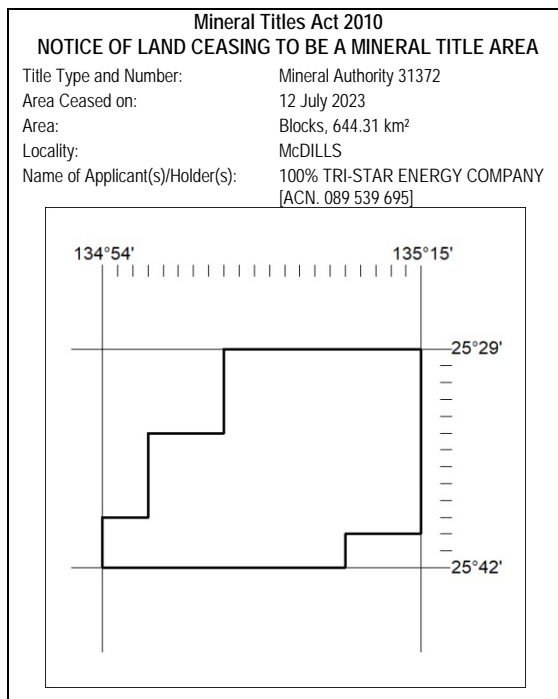 Mineral Titles Act 2010
NOTICE OF LAND CEASING TO BE A MINERAL TITLE AREA
Title Type and Number: Mineral Authority 31372
Area Ceased on: 12 July 2023
Area: Blocks, 644.31 km²
Locality: McDILLS
Name of Applicant(s)/Holder(s): 100% TRI-STAR ENERGY COMPANY
[ACN. 089 539 695]
134°54' 135°15'
25°29'
25°42'